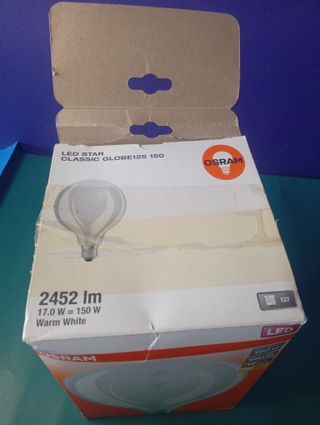 LED STAR
CLASSIC GLOBE125 150
OSRAM
2452 lm
17.0 W = 150 W
Warm White
E27
LED
OSRAM